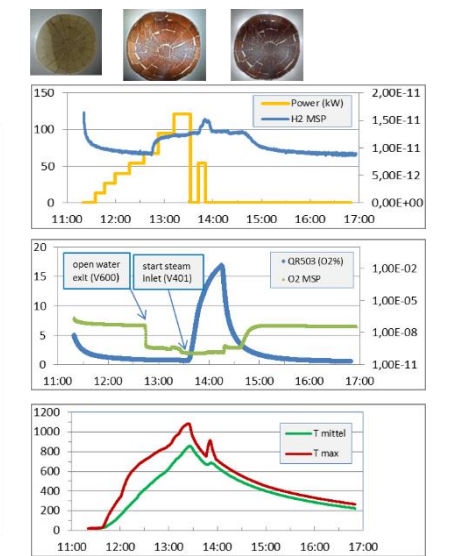 150
100
50
0
Power (kW)
H2 MSP
2,00E-11
1,50E-11
1,00E-11
5,00E-12
0,00E+00
11:00 12:00 13:00 14:00 15:00 16:00 17:00
20
15
10
5
0
open water
exit (V600)
start steam
inlet (V401)
QR503 (O2%)
O2 MSP
1,00E-02
1,00E-05
1,00E-08
1,00E-11
11:00 12:00 13:00 14:00 15:00 16:00 17:00
1200
1000
800
600
400
200
0
T mittel
T max
11:00 12:00 13:00 14:00 15:00 16:00 17:00